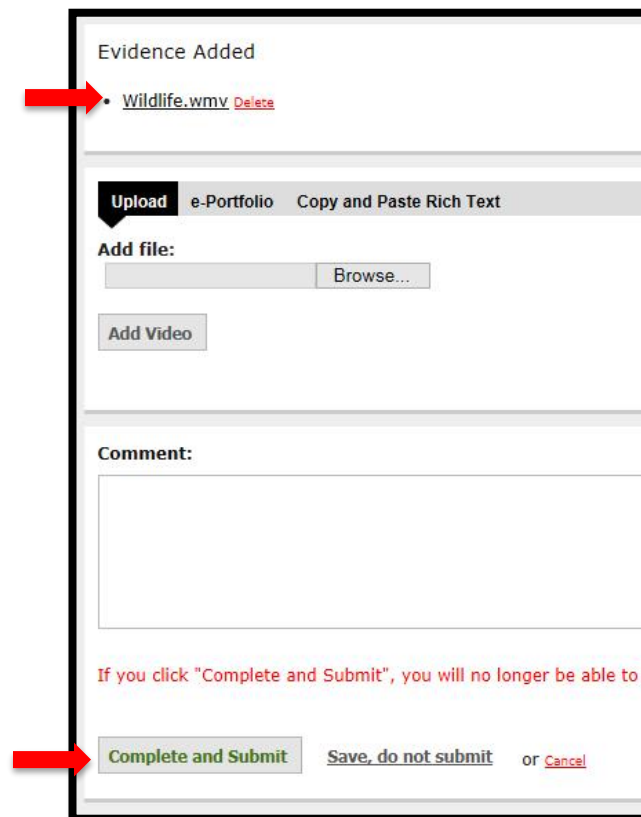 Evidence Added
• Wildlife.wmv Delete
Upload e-Portfolio Copy and Paste Rich Text
Add file:
Browse...
Add Video
Comment:
If you click "Complete and Submit", you will no longer be able to
Complete and Submit Save, do not submit or Cancel